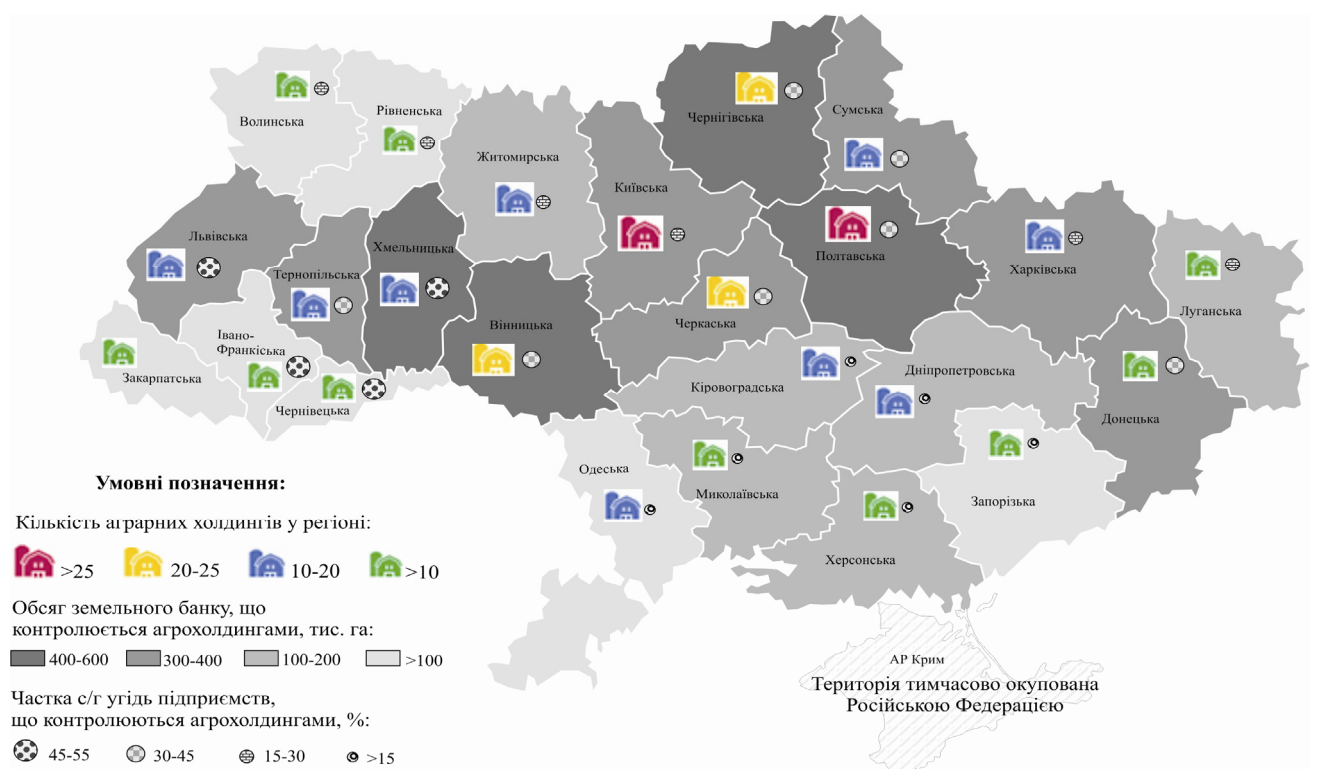 Волинська
Рівненська
Житомирська
Чернігівська
Сумська
Київська
Львівська
Тернопільська
Хмельницька
Вінницька
Черкаська
Полтавська
Харківська
Луганська
Закарпатська
Івано-
Франкіська
Чернівецька
Кіровоградська
Дніпропетровська
Донецька
Одеська
Миколаївська
Запорізька
Херсонська
АР Крим
Територія тимчасово окупована
Російською Федерацією
Умовні позначення:
Кількість аграрних холдингів у регіоні:
>25 20-25 10-20 >10
Обсяг земельного банку, що
контролюється агрохолдингами, тис. га:
400-600 300-400 100-200 >100
Частка с/г угідь підприємств,
що контролюються агрохолдингами, %:
45-55 30-45 15-30 >15